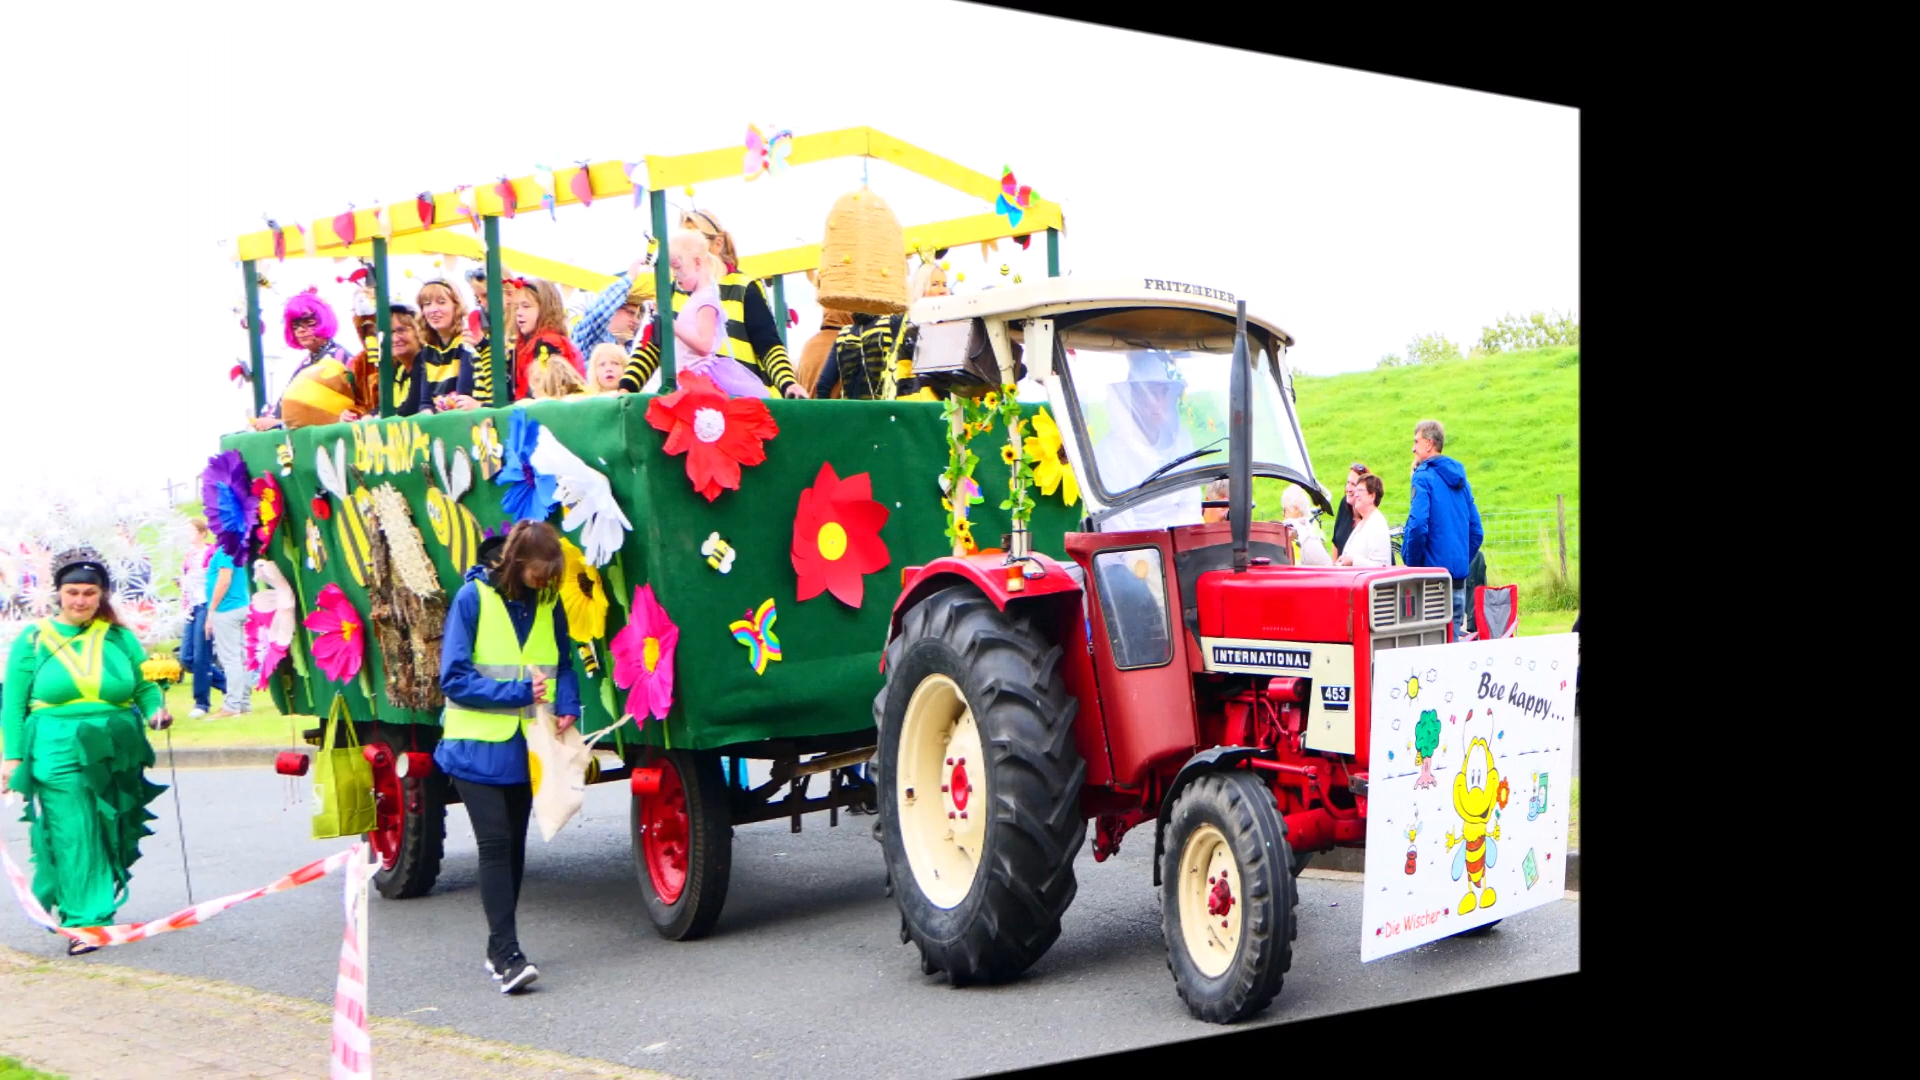 FRITZMEIER
INTERNATIONAL
453
Bee happy...
Die Wischer